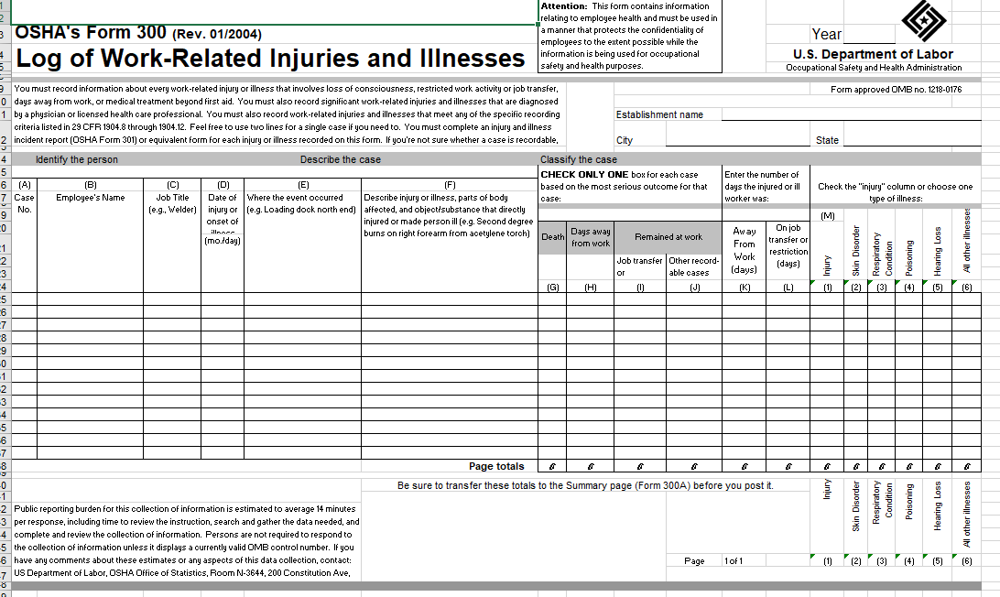 Attention: This form contains information
relating to employee health and must be used in
a manner that protects the confidentiality of
employees to the extent possible while the
information is being used for occupational
safety and health purposes.
OSHA's Form 300 (Rev. 01/2004)
Year
Log of Work-Related Injuries and Illnesses
U.S. Department of Labor
Occupational Safety and Health Administration
You must record information about every work-related injury or illness that involves loss of consciousness, restricted work activity or job transfer,
days away from work, or medical treatment beyond first aid. You must also record significant work-related injuries and illnesses that are diagnosed
by a physician or licensed health care professional. You must also record work-related injuries and illnesses that meet any of the specific recording
criteria listed in 29 CFR 1904.8 through 1904.12. Feel free to use two lines for a single case if you need to. You must complete an injury and illness
incident report (OSHA Form 301) or equivalent form for each injury or illness recorded on this form. If you're not sure whether a case is recordable,
Form approved OMB no. 1218-0176
Establishment name
City
State
Identify the person
Describe the case
Classify the case
(A)
Case
No.
(B)
Employee's Name
(C)
Job Title
(e.g., Welder)
(D)
Date of
injury or
onset of
illness
(mo./day)
(E)
Where the event occurred
(e.g. Loading dock north end)
(F)
Describe injury or illness, parts of body
affected, and object/substance that directly
injured or made person ill (e.g. Second degree
burns on right forearm from acetylene torch)
CHECK ONLY ONE box for each case
based on the most serious outcome for that
case:
Death
Days away
from work
Remained at work
Job transfer
or
Other record-
able cases
(G)
(H)
(I)
(J)
Enter the number of
days the injured or ill
worker was:
Away
From
Work
(days)
(K)
On job
transfer or
restriction
(days)
(L)
Check the "injury" column or choose one
type of illness:
(M)
Injury
Skin Disorder
Respiratory
Condition
Poisoning
Hearing Loss
All other illnesses
(1)
(2)
(3)
(4)
(5)
(6)
Page totals
Be sure to transfer these totals to the Summary page (Form 300A) before you post it.
Public reporting burden for this collection of information is estimated to average 14 minutes
per response, including time to review the instruction, search and gather the data needed, and
complete and review the collection of information. Persons are not required to respond to
the collection of information unless it displays a currently valid OMB control number. If you
have any comments about these estimates or any aspects of this data collection, contact:
US Department of Labor, OSHA Office of Statistics, Room N-3644, 200 Constitution Ave,
Injury
Skin Disorder
Respiratory
Condition
Poisoning
Hearing Loss
All other illnesses
Page
1 of 1
(1)
(2)
(3)
(4)
(5)
(6)